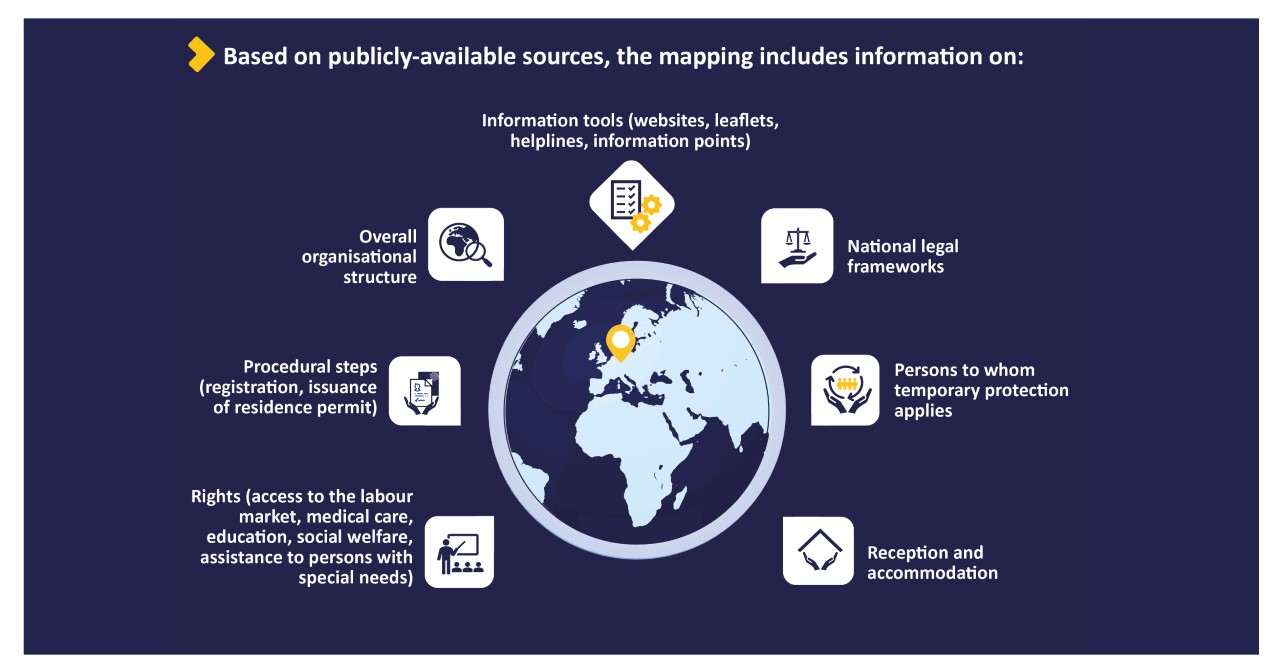 Based on publicly-available sources, the mapping includes information on:
Information tools (websites, leaflets,
helplines, information points)
Overall
organisational
structure
National legal
frameworks
Procedural steps
(registration, issuance
of residence permit)
Persons to whom
temporary protection
applies
Rights (access to the labour
market, medical care,
education, social welfare,
assistance to persons with
special needs)
Reception and
accommodation